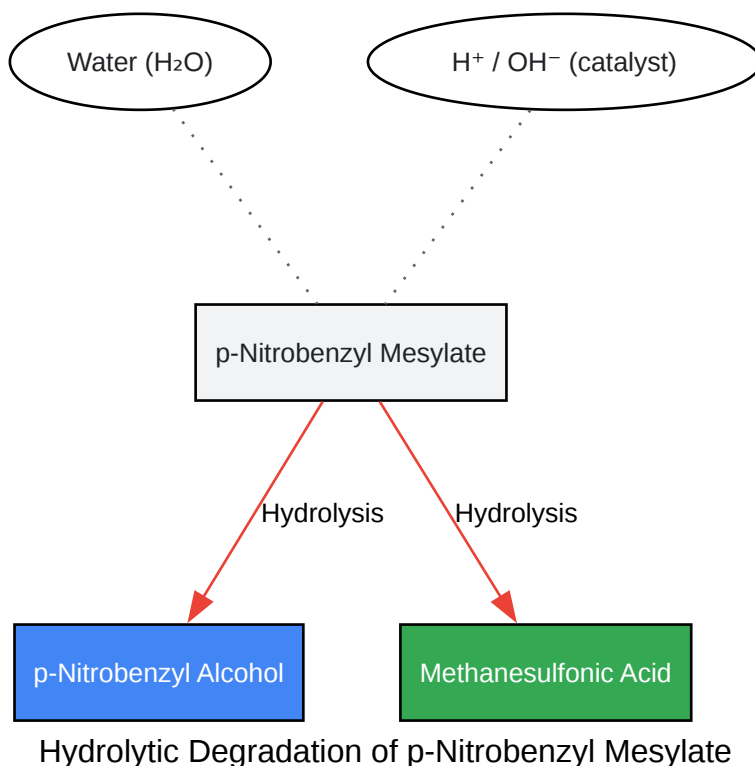 Water (H₂O)
H⁺ / OH⁻ (catalyst)
p-Nitrobenzyl Mesylate
Hydrolysis
Hydrolysis
p-Nitrobenzyl Alcohol
Methanesulfonic Acid
Hydrolytic Degradation of p-Nitrobenzyl Mesylate